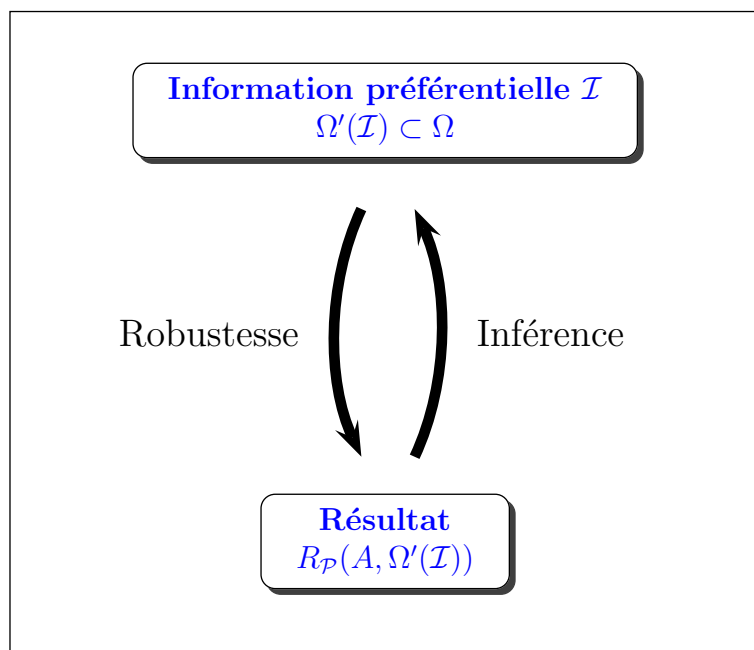 Information préférentielle ℐ
Ω′(ℐ) ⊂ Ω
Robustesse
Inférence
Résultat
R_𝒫(A, Ω′(ℐ))